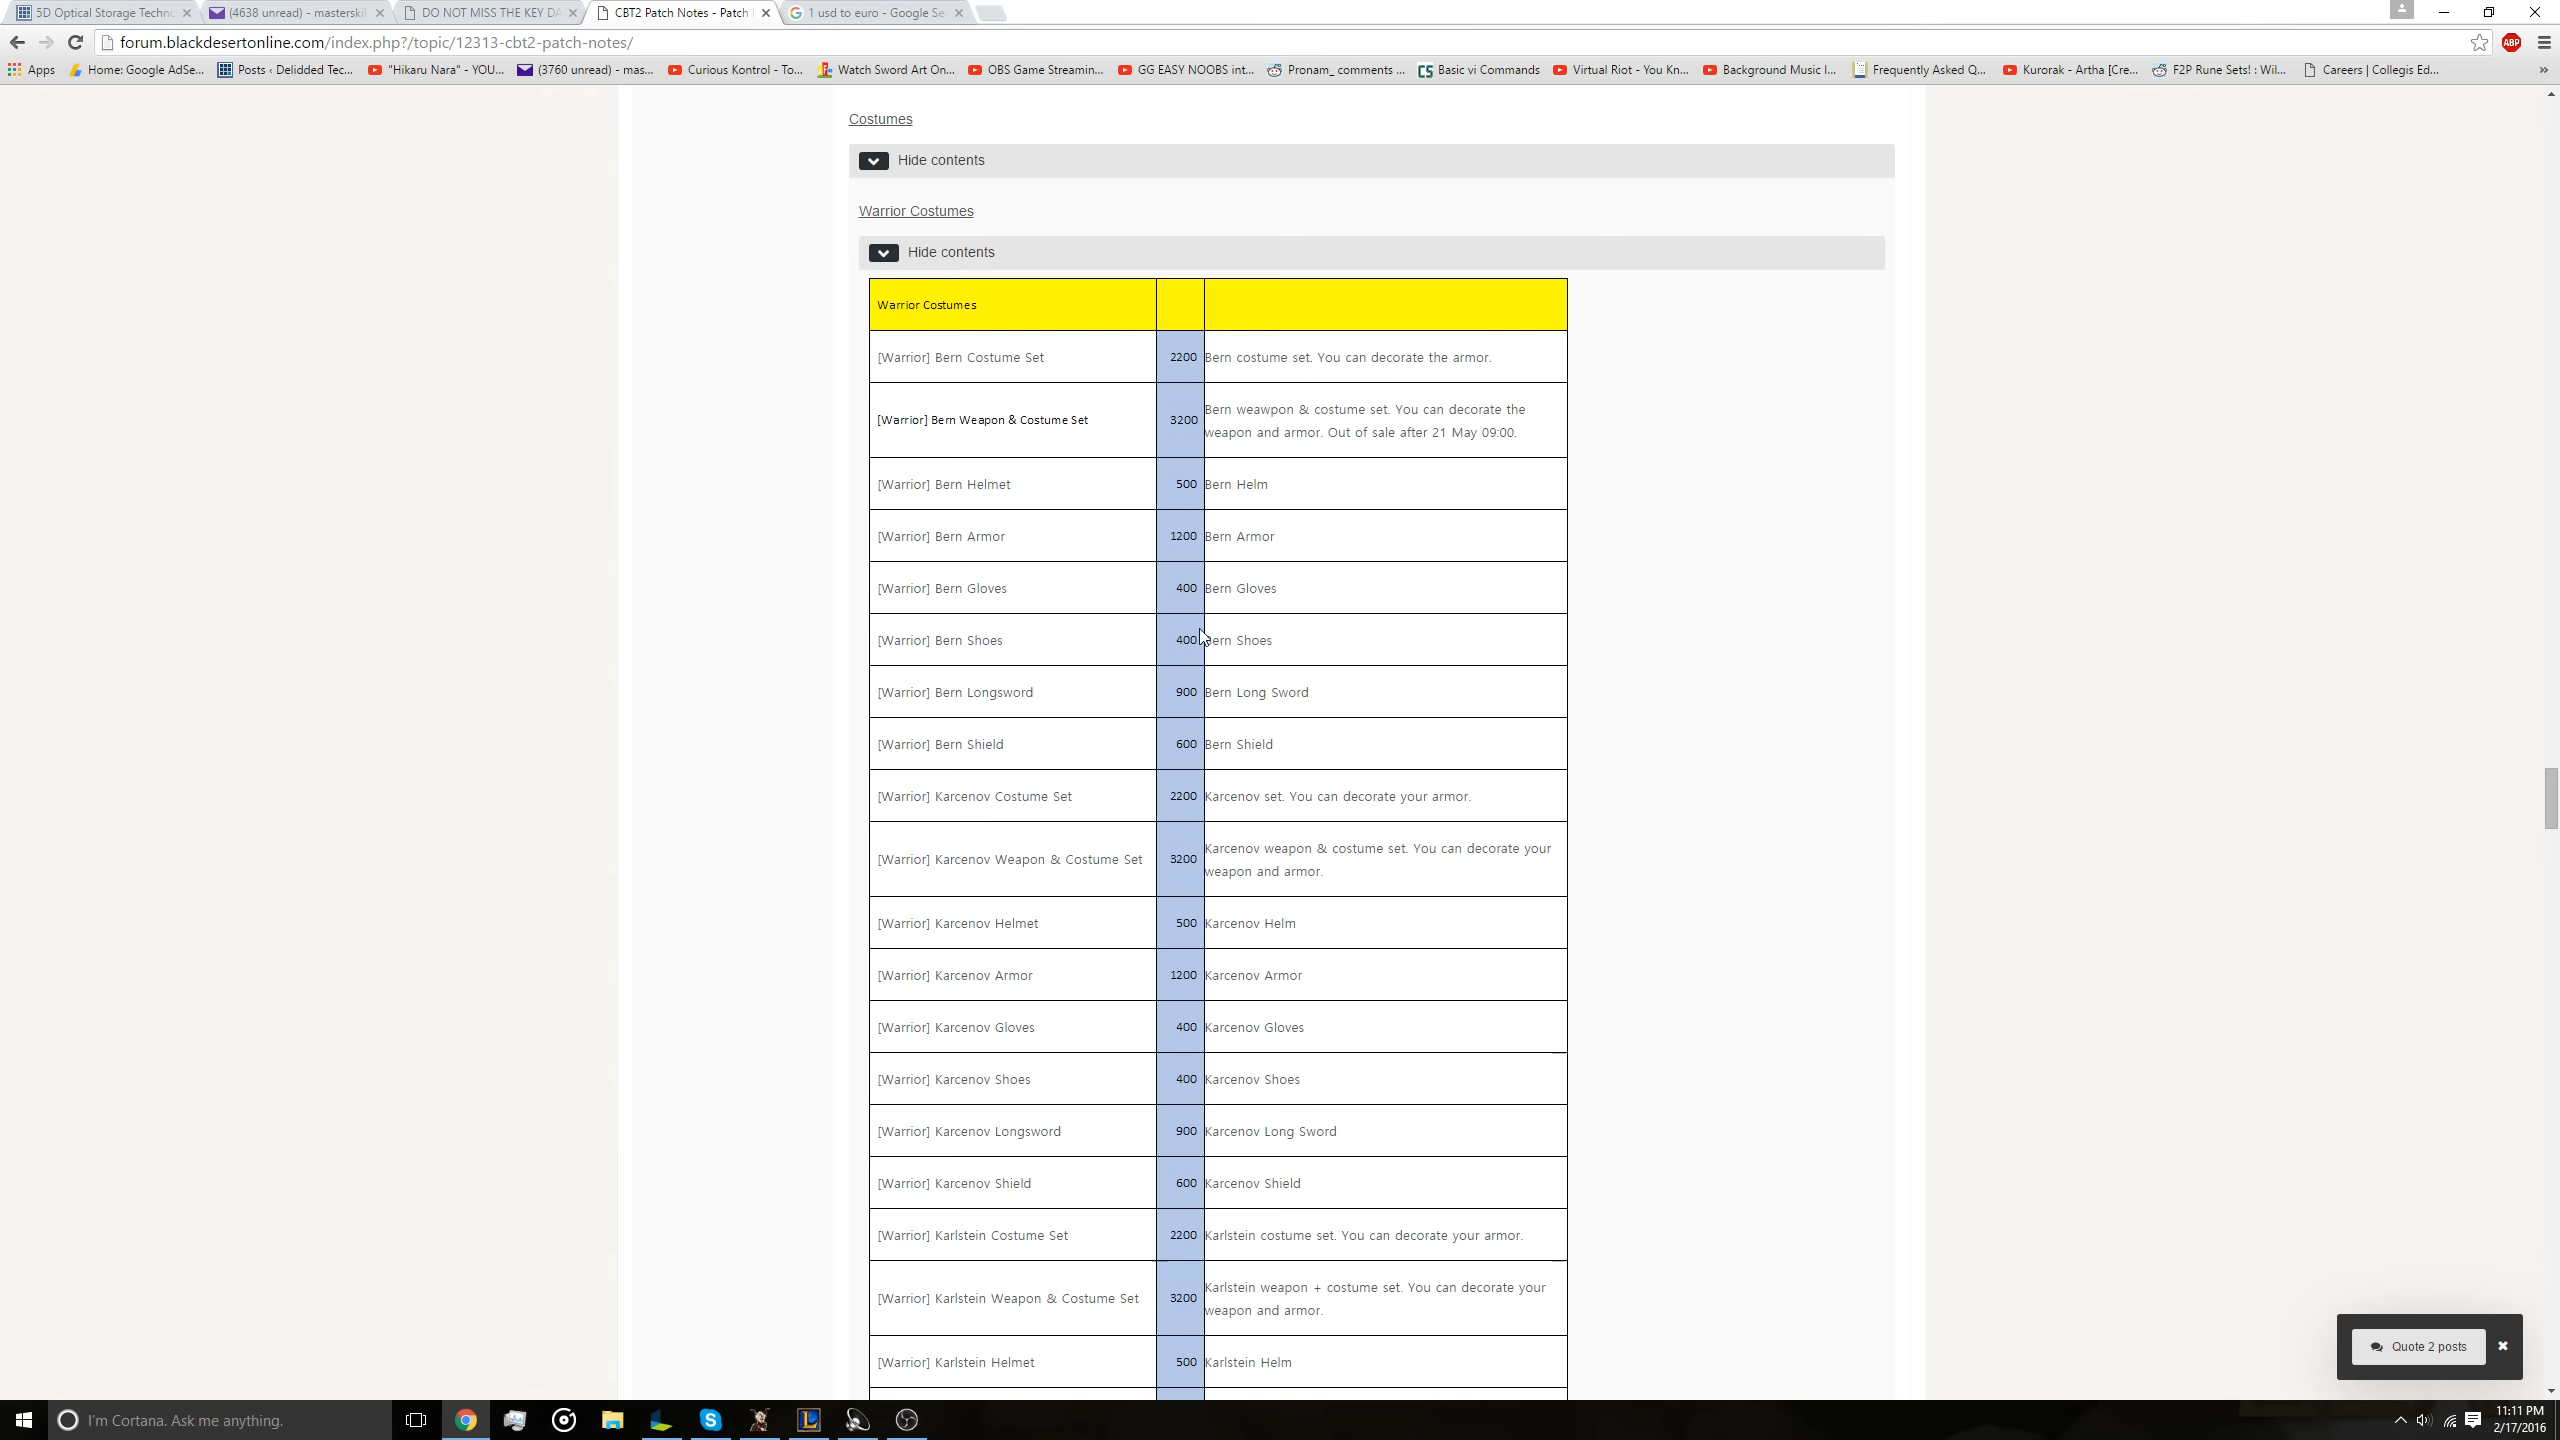 5D Optical Storage Techno
(4638 unread) - masterskil
DO NOT MISS THE KEY DA
CBT2 Patch Notes - Patch
1 usd to euro - Google Se
forum.blackdesertonline.com/index.php?/topic/12313-cbt2-patch-notes/
ABP
Apps
Home: Google AdSe...
Posts ‹ Delidded Tec...
"Hikaru Nara" - YOU...
(3760 unread) - mas...
Curious Kontrol - To...
Watch Sword Art On...
OBS Game Streamin...
GG EASY NOOBS int...
Pronam_ comments ...
Basic vi Commands
Virtual Riot - You Kn...
Background Music I...
Frequently Asked Q...
Kurorak - Artha [Cre...
F2P Rune Sets! : Wil...
Careers | Collegis Ed...
»
Costumes
Hide contents
Warrior Costumes
Hide contents
Warrior Costumes
[Warrior] Bern Costume Set 2200 Bern costume set. You can decorate the armor.
[Warrior] Bern Weapon & Costume Set 3200 Bern weawpon & costume set. You can decorate the
weapon and armor. Out of sale after 21 May 09:00.
[Warrior] Bern Helmet 500 Bern Helm
[Warrior] Bern Armor 1200 Bern Armor
[Warrior] Bern Gloves 400 Bern Gloves
[Warrior] Bern Shoes 400 Bern Shoes
[Warrior] Bern Longsword 900 Bern Long Sword
[Warrior] Bern Shield 600 Bern Shield
[Warrior] Karcenov Costume Set 2200 Karcenov set. You can decorate your armor.
[Warrior] Karcenov Weapon & Costume Set 3200 Karcenov weapon & costume set. You can decorate your
weapon and armor.
[Warrior] Karcenov Helmet 500 Karcenov Helm
[Warrior] Karcenov Armor 1200 Karcenov Armor
[Warrior] Karcenov Gloves 400 Karcenov Gloves
[Warrior] Karcenov Shoes 400 Karcenov Shoes
[Warrior] Karcenov Longsword 900 Karcenov Long Sword
[Warrior] Karcenov Shield 600 Karcenov Shield
[Warrior] Karlstein Costume Set 2200 Karlstein costume set. You can decorate your armor.
[Warrior] Karlstein Weapon & Costume Set 3200 Karlstein weapon + costume set. You can decorate your
weapon and armor.
[Warrior] Karlstein Helmet 500 Karlstein Helm
Quote 2 posts
I'm Cortana. Ask me anything.
11:11 PM
2/17/2016